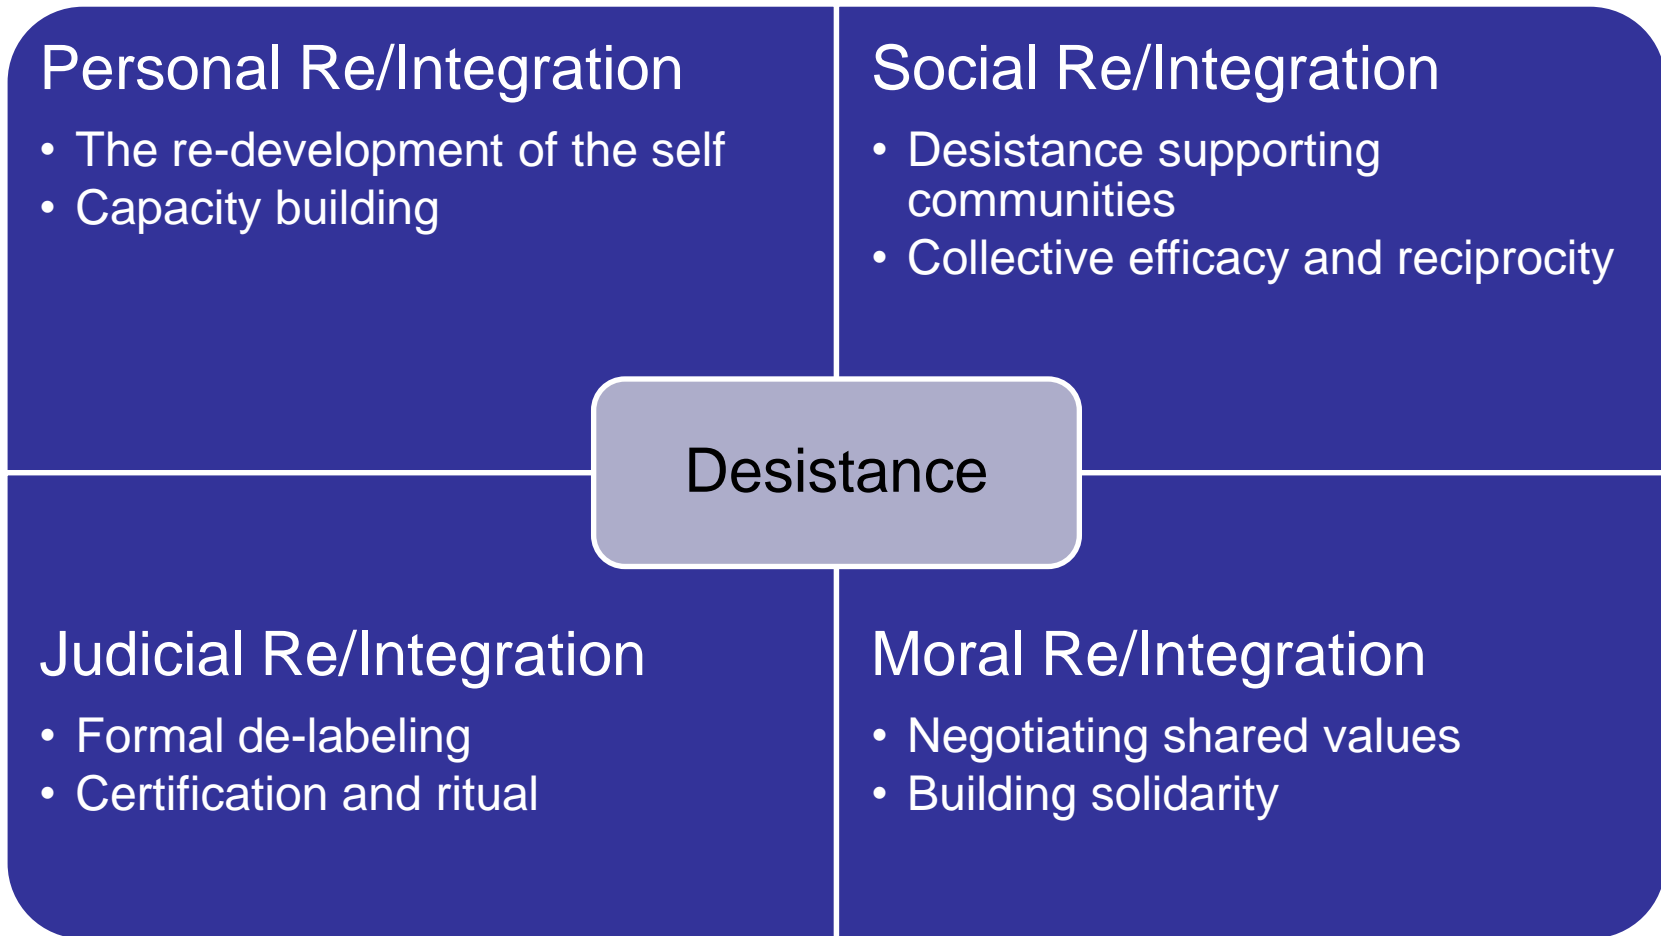 Personal Re/Integration
• The re-development of the self
• Capacity building
Social Re/Integration
• Desistance supporting
communities
• Collective efficacy and reciprocity
Desistance
Judicial Re/Integration
• Formal de-labeling
• Certification and ritual
Moral Re/Integration
• Negotiating shared values
• Building solidarity